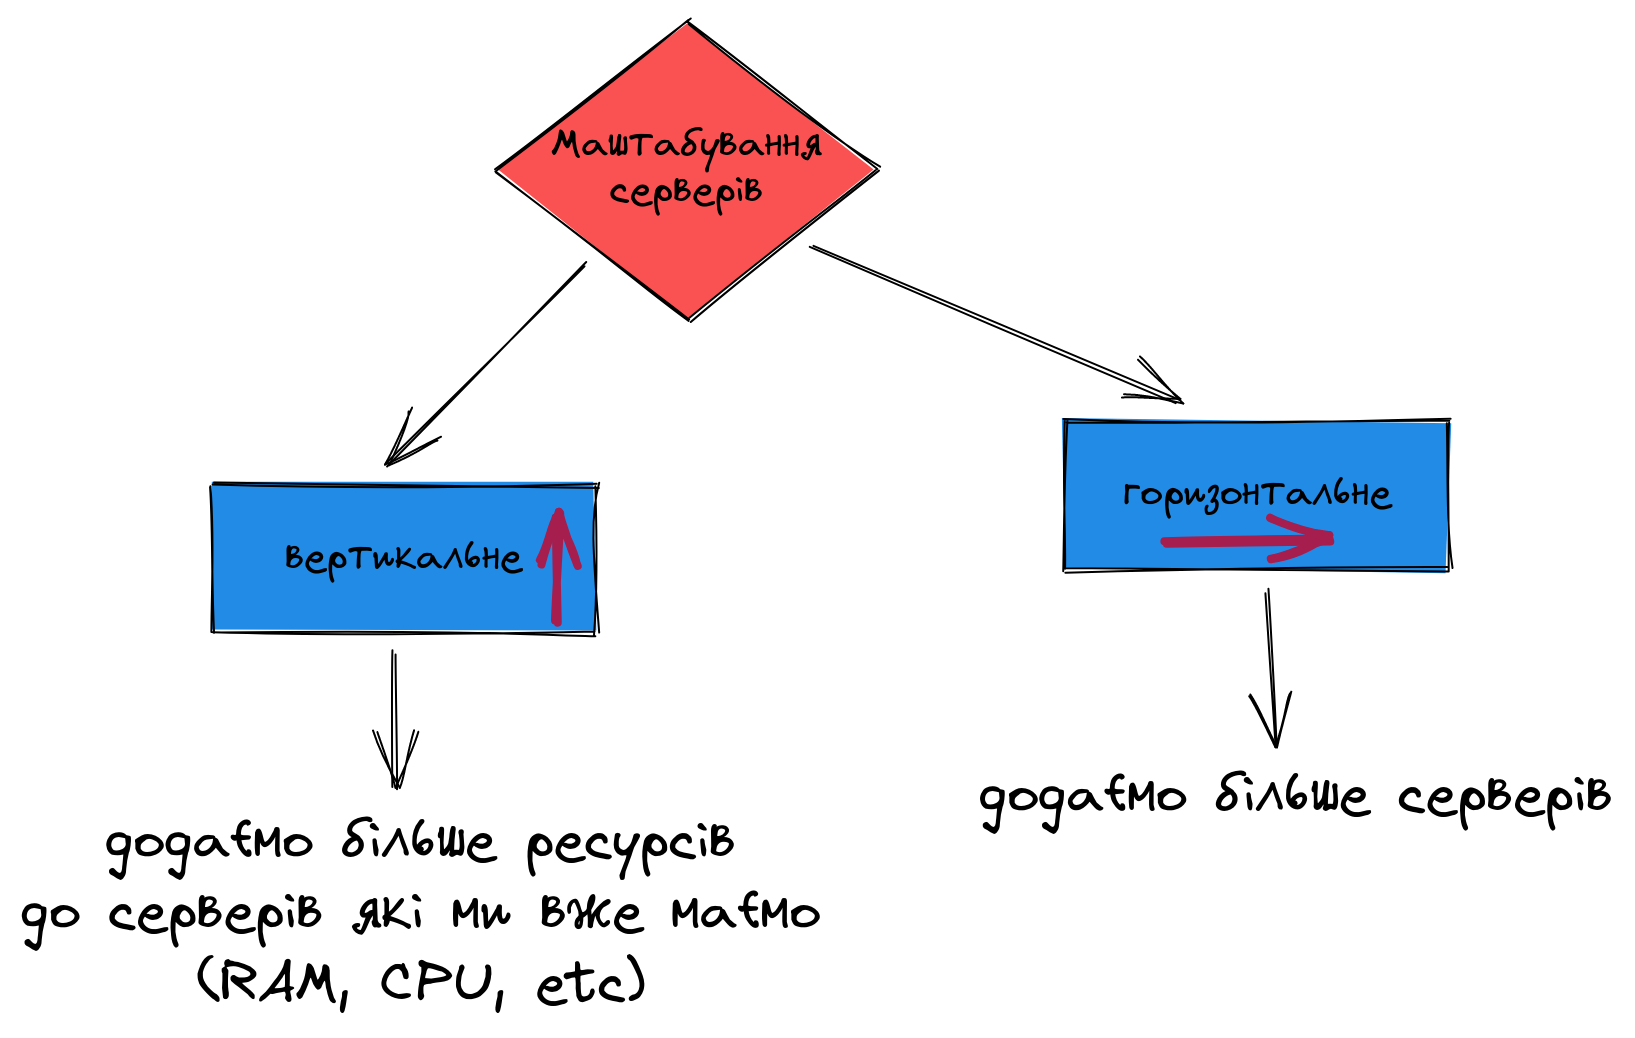 Маштабування
серверів
вертикальне
горизонтальне
додаємо більше ресурсів
до серверів які ми вже маємо
(RAM, CPU, etc)
додаємо більше серверів